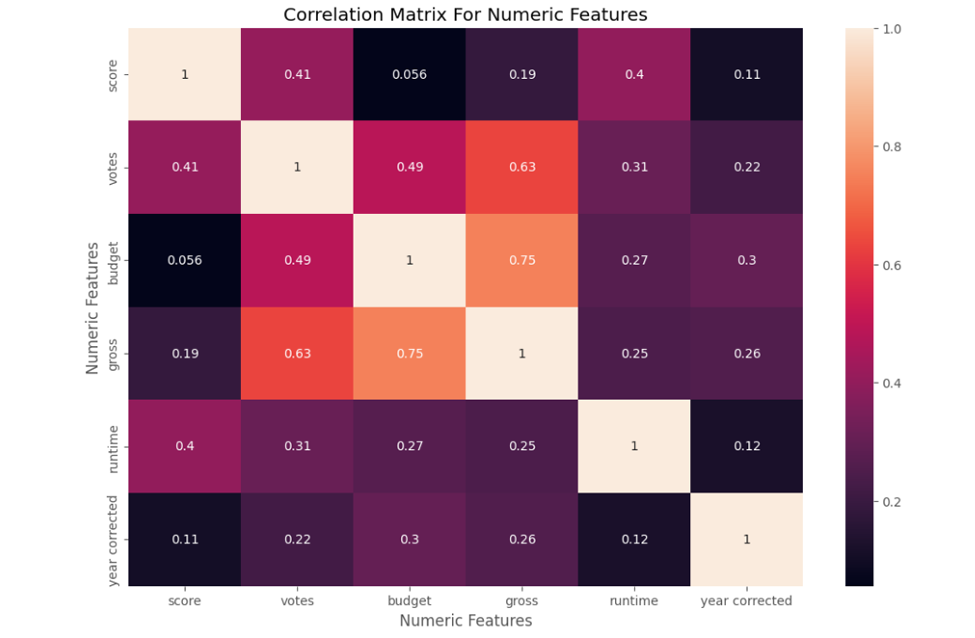 Correlation Matrix For Numeric Features
score 1 0.41 0.056 0.19 0.4 0.11
votes 0.41 1 0.49 0.63 0.31 0.22
budget 0.056 0.49 1 0.75 0.27 0.3
gross 0.19 0.63 0.75 1 0.25 0.26
runtime 0.4 0.31 0.27 0.25 1 0.12
year corrected 0.11 0.22 0.3 0.26 0.12 1
Numeric Features
score votes budget gross runtime year corrected
Numeric Features
1.0
0.8
0.6
0.4
0.2